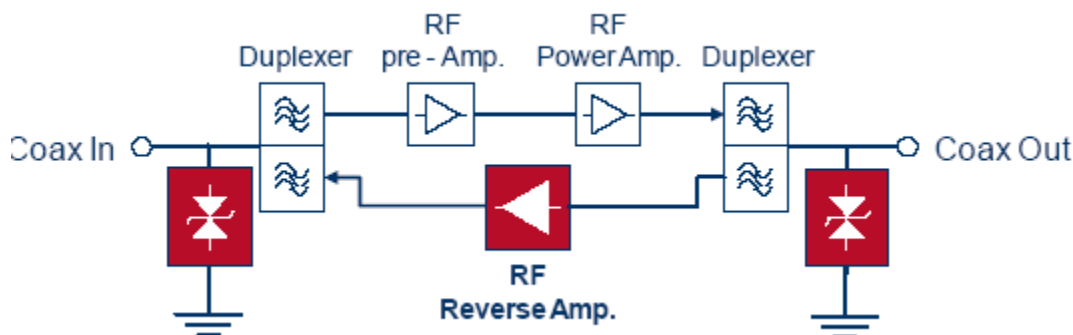 RF
RF
Duplexer
pre - Amp.
Power Amp.
Duplexer
Coax In
Coax Out
RF
Reverse Amp.